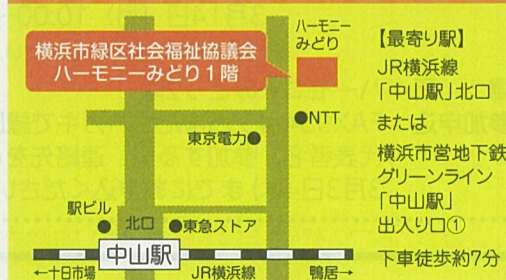 ハーモニー
みどり
横浜市緑区社会福祉協議会
ハーモニーみどり1階
●NTT
東京電力●
駅ビル
北口
●東急ストア
中山駅
←十日市場
JR横浜線
鴨居→
【最寄り駅】
JR横浜線
「中山駅」北口
または
横浜市営地下鉄
グリーンライン
「中山駅」
出入り口①
下車徒歩約7分